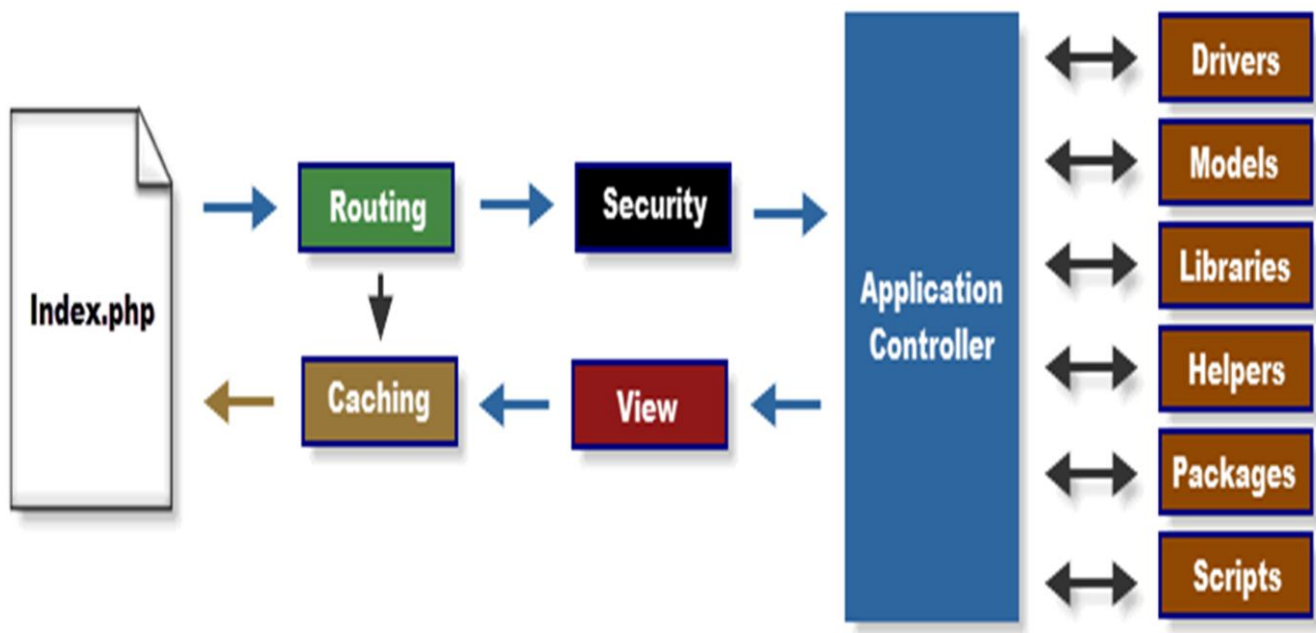 Index.php
Routing
Security
Caching
View
Application
Controller
Drivers
Models
Libraries
Helpers
Packages
Scripts